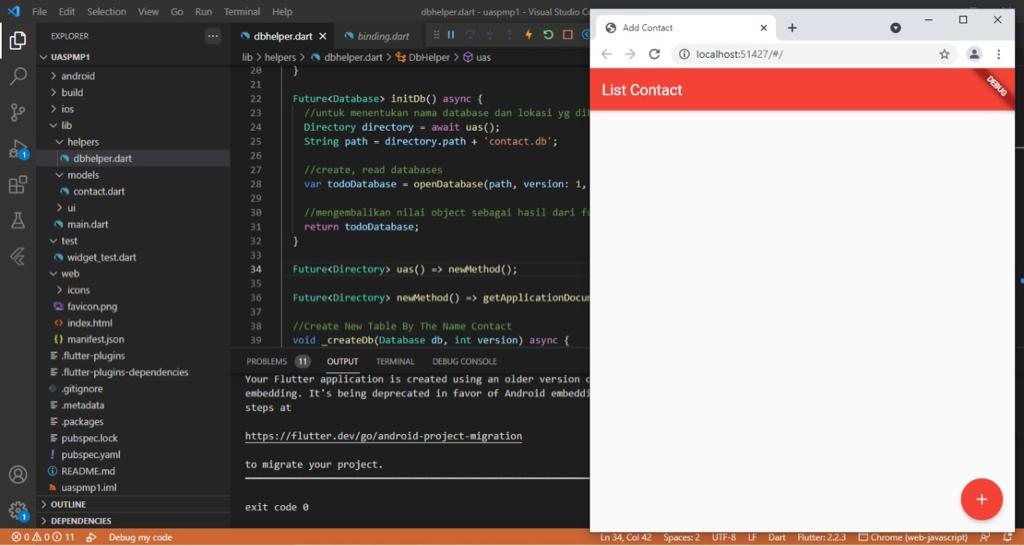 File Edit Selection View Go Run Terminal Help
dbhelper.dart - uaspmp1 - Visual Studio
EXPLORER
UASPMP1
android
build
ios
lib
helpers
dbhelper.dart
models
contact.dart
ui
main.dart
test
widget_test.dart
web
icons
favicon.png
index.html
manifest.json
.flutter-plugins
.flutter-plugins-dependencies
.gitignore
.metadata
.packages
pubspec.lock
pubspec.yaml
README.md
uaspmp1.iml
OUTLINE
DEPENDENCIES
dbhelper.dart binding.dart
lib > helpers > dbhelper.dart > DbHelper > uas
20 }
21
22 Future<Database> initDb() async {
23 //untuk menentukan nama database dan lokasi yg
24 Directory directory = await uas();
25 String path = directory.path + 'contact.db';
26
27 //create, read databases
28 var todoDatabase = openDatabase(path, version: 1,
29
30 //mengembalikan nilai object sebagai hasil dari
31 return todoDatabase;
32 }
33
34 Future<Directory> uas() => newMethod();
35
36 Future<Directory> newMethod() => getApplicationDocu
37
38 //Create New Table By The Name Contact
39 void _createDb(Database db, int version) async {
PROBLEMS 11 OUTPUT TERMINAL DEBUG CONSOLE
Your Flutter application is created using an older version
embedding. It's being deprecated in favor of Android embeddi
steps at
https://flutter.dev/go/android-project-migration
to migrate your project.
exit code 0
0 0 11 Debug my code
Ln 34, Col 42 Spaces: 2 UTF-8 LF Dart Flutter: 2.2.3 Chrome (web-javascript)
Add Contact
localhost:51427/#/
List Contact
DEBUG
1
1